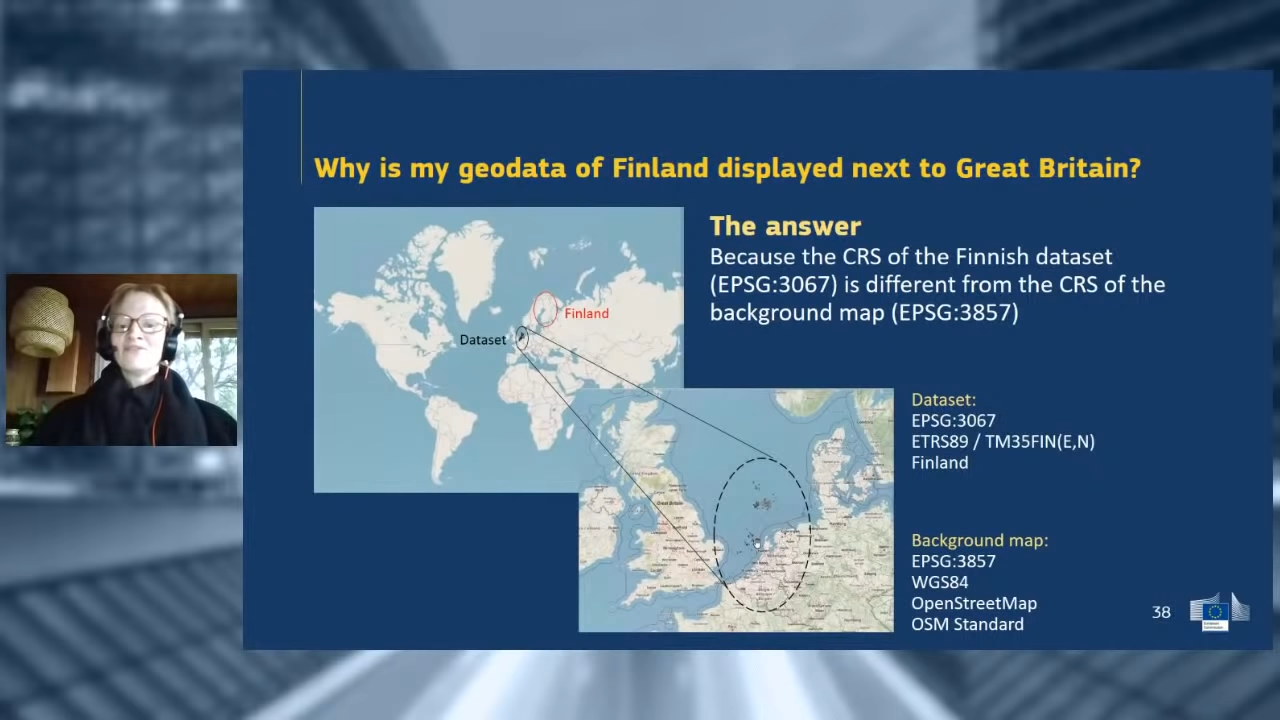 Why is my geodata of Finland displayed next to Great Britain?
The answer
Because the CRS of the Finnish dataset
(EPSG:3067) is different from the CRS of the
background map (EPSG:3857)
Finland
Dataset
Great Britain
Dataset:
EPSG:3067
ETRS89 / TM35FIN(E,N)
Finland
Background map:
EPSG:3857
WGS84
OpenStreetMap
OSM Standard
38